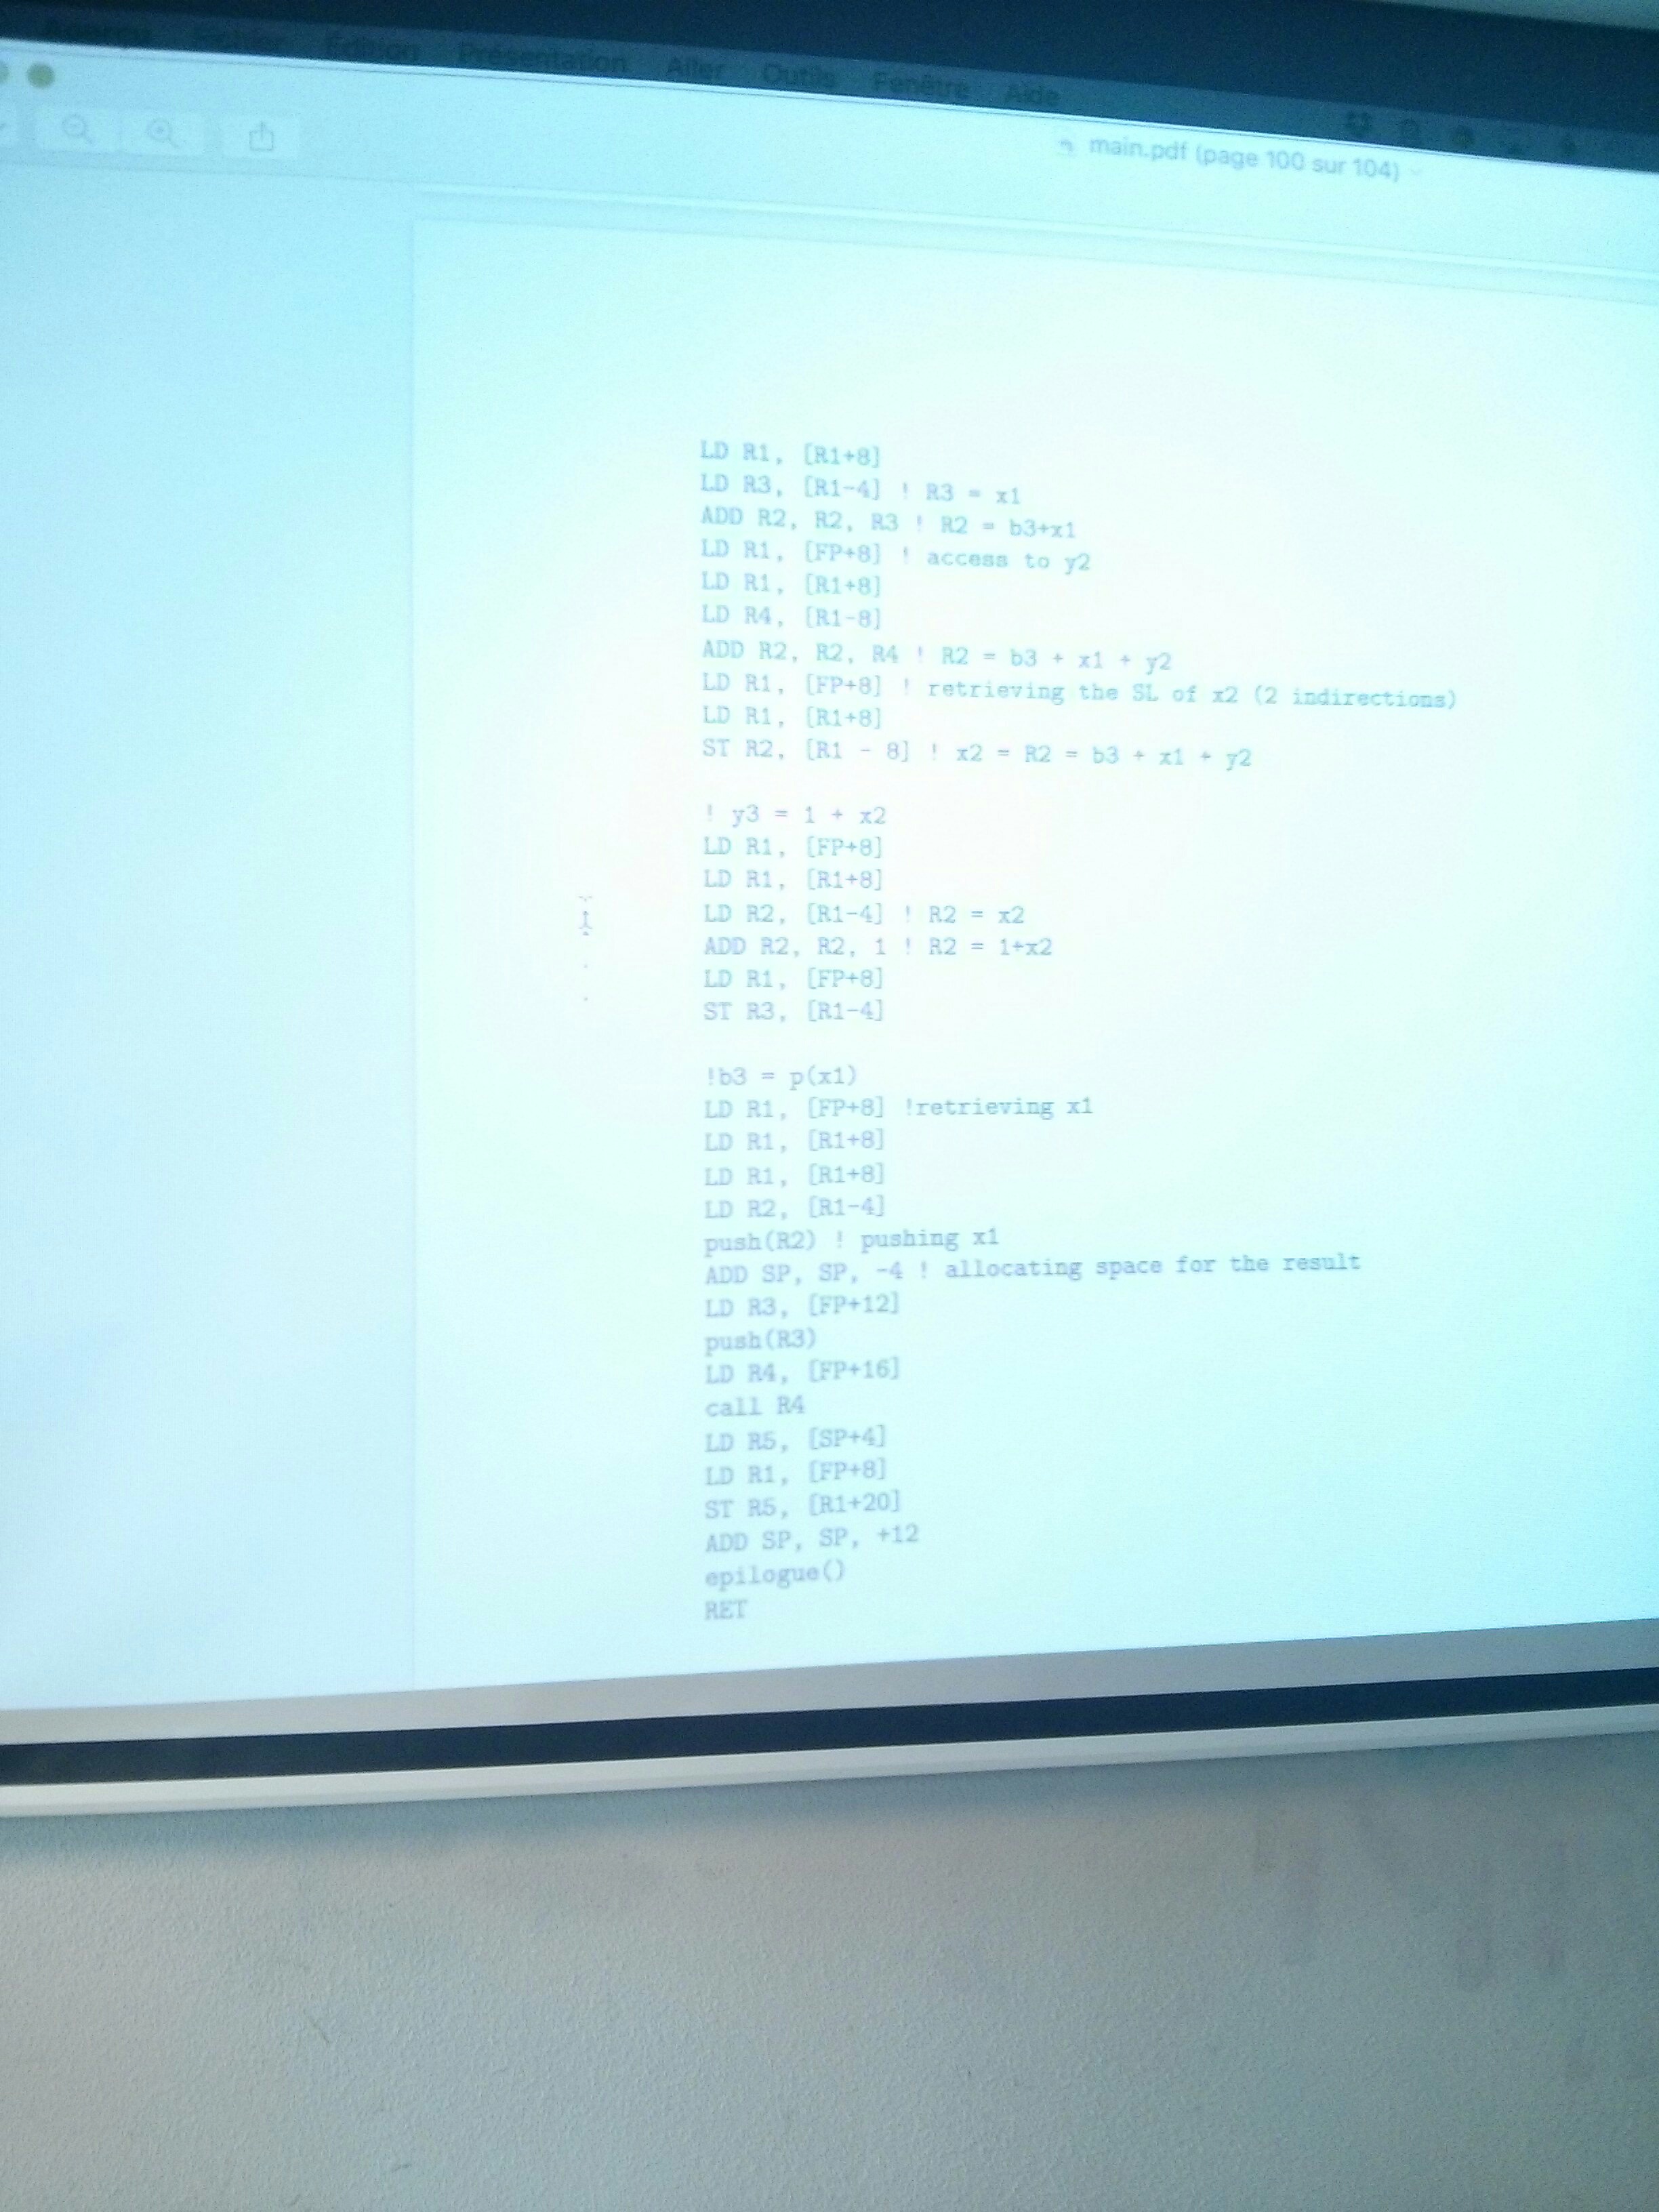 Aperçu Fichier Édition Présentation Aller Outils Fenêtre Aide
main.pdf (page 100 sur 104)
LD R1, [R1+8]
LD R3, [R1-4] ! R3 = x1
ADD R2, R2, R3 ! R2 = b3+x1
LD R1, [FP+8] ! access to y2
LD R1, [R1+8]
LD R4, [R1-8]
ADD R2, R2, R4 ! R2 = b3 + x1 + y2
LD R1, [FP+8] ! retrieving the SL of x2 (2 indirections)
LD R1, [R1+8]
ST R2, [R1 - 8] ! x2 = R2 = b3 + x1 + y2
! y3 = 1 + x2
LD R1, [FP+8]
LD R1, [R1+8]
LD R2, [R1-4] ! R2 = x2
ADD R2, R2, 1 ! R2 = 1+x2
LD R1, [FP+8]
ST R3, [R1-4]
!b3 = p(x1)
LD R1, [FP+8] !retrieving x1
LD R1, [R1+8]
LD R1, [R1+8]
LD R2, [R1-4]
push(R2) ! pushing x1
ADD SP, SP, -4 ! allocating space for the result
LD R3, [FP+12]
push(R3)
LD R4, [FP+16]
call R4
LD R5, [SP+4]
LD R1, [FP+8]
ST R5, [R1+20]
ADD SP, SP, +12
epilogue()
RET